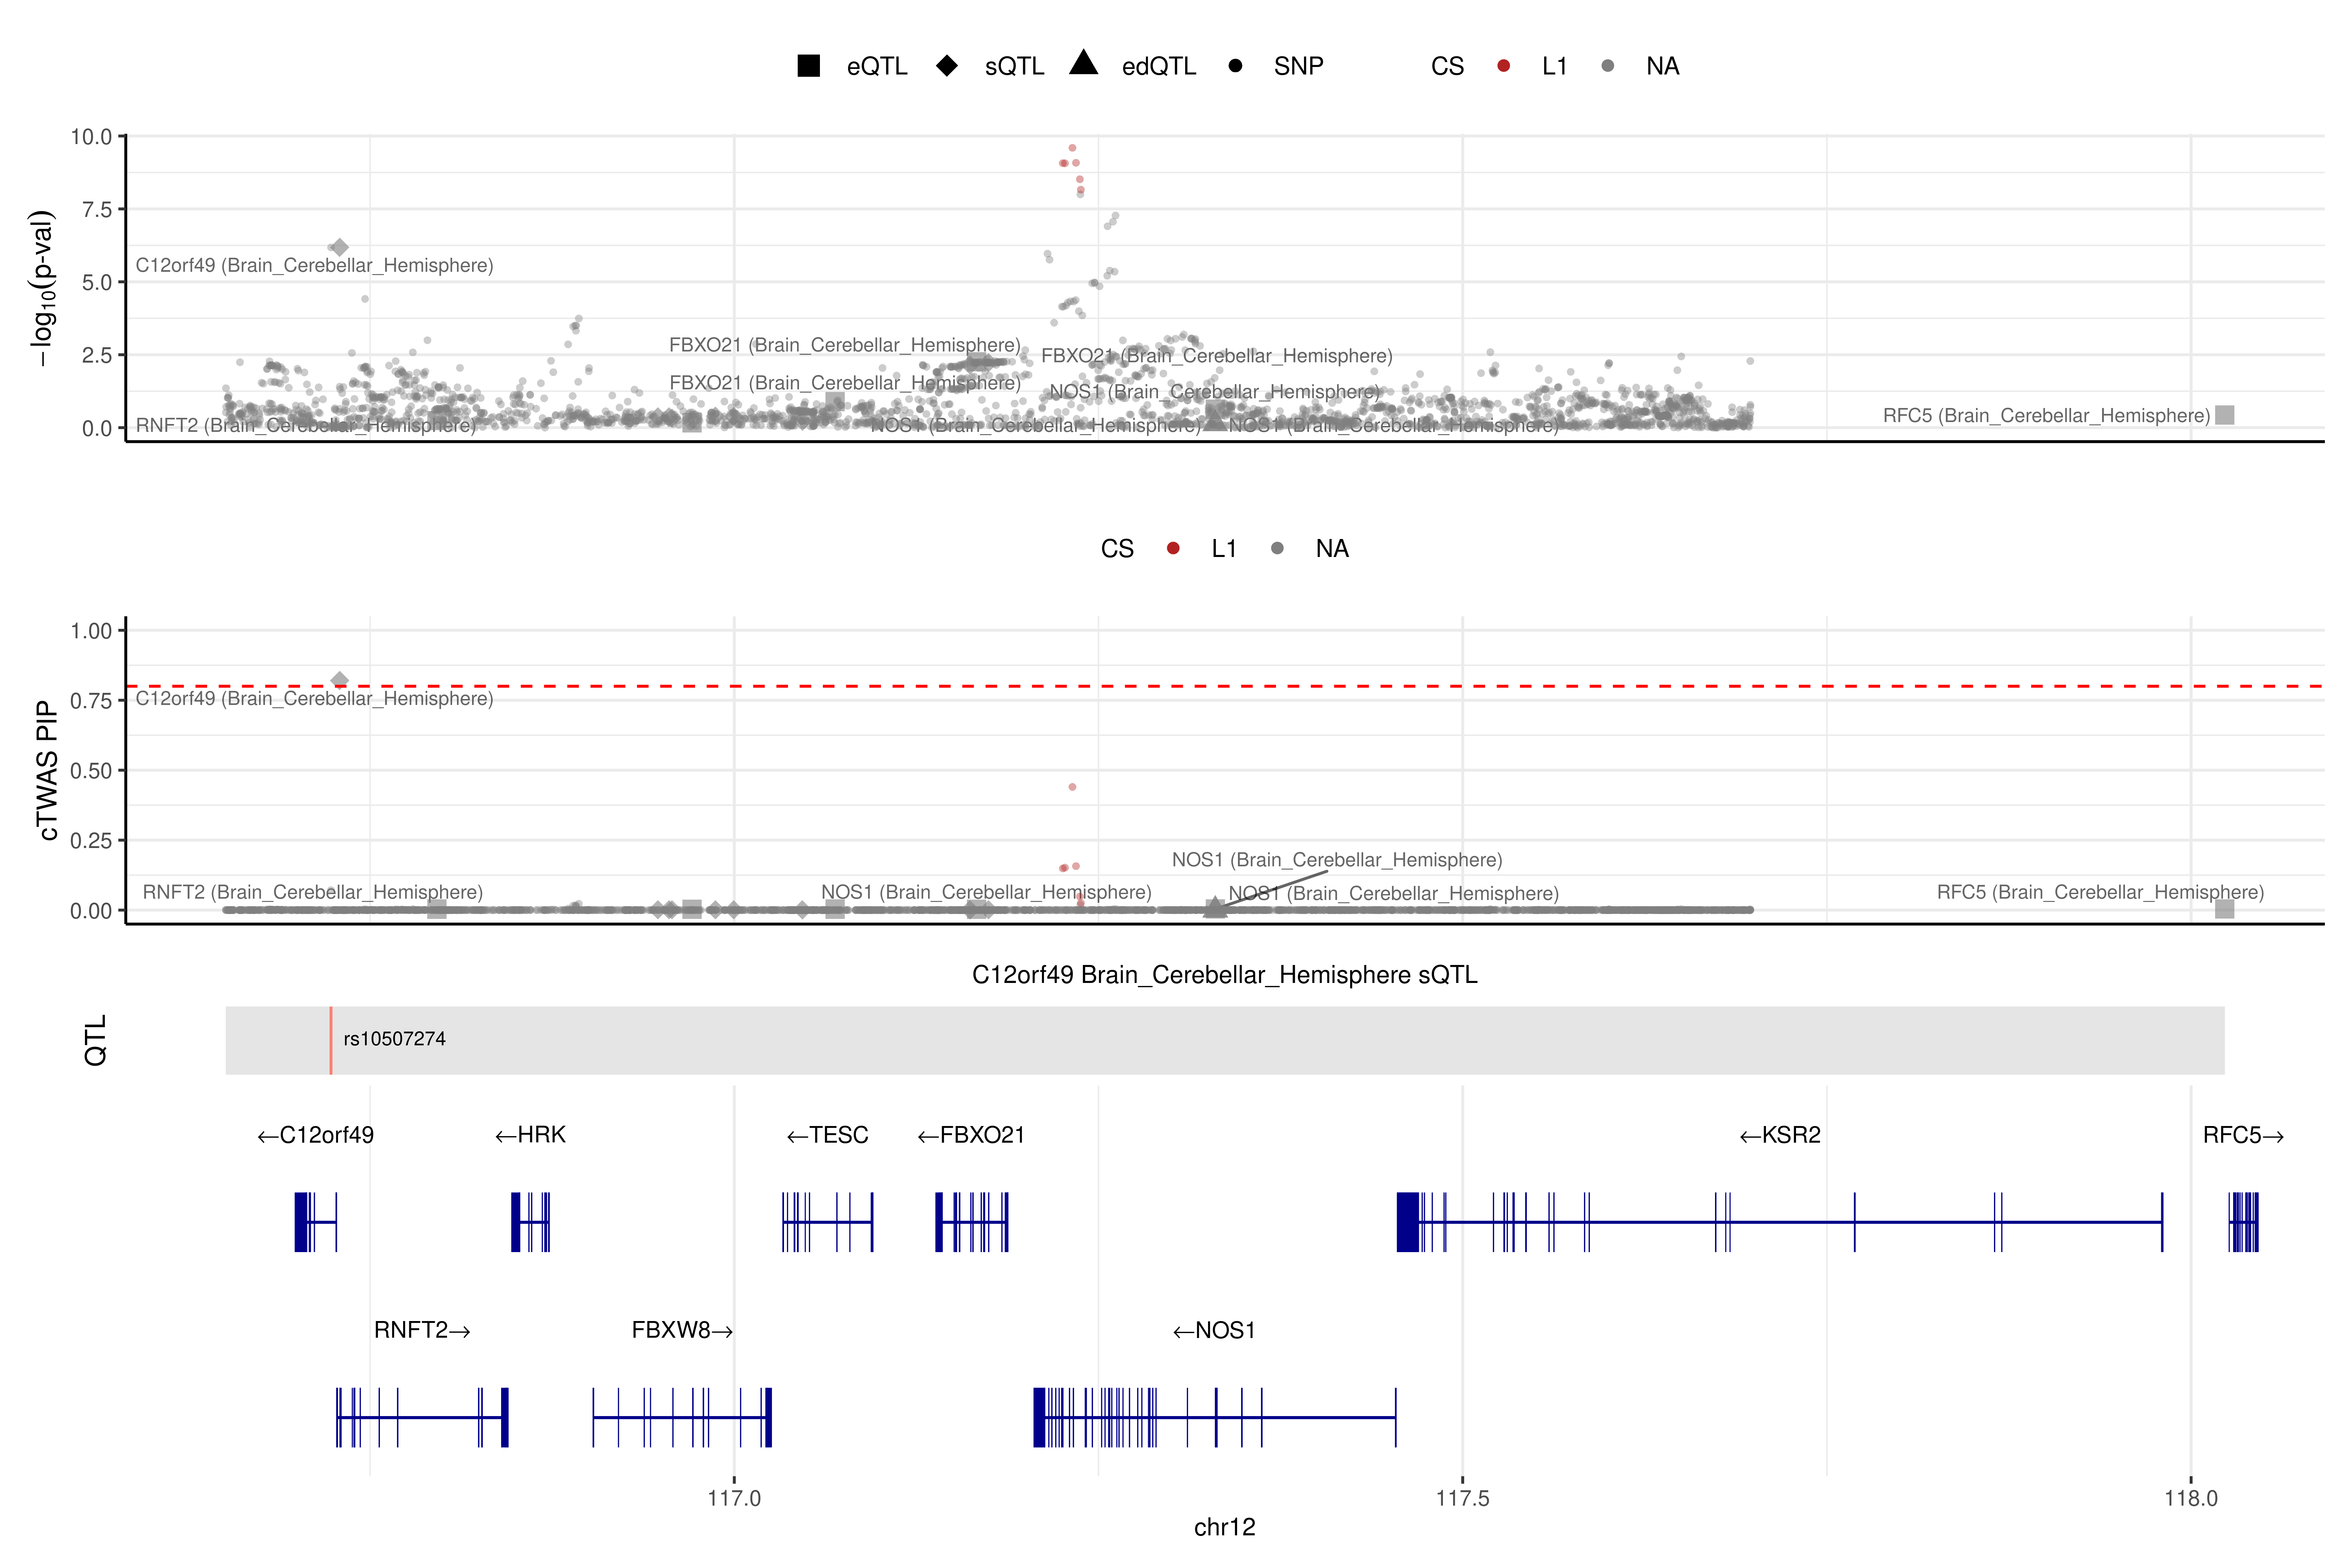 eQTL sQTL edQTL SNP CS L1 NA
10.0
7.5
5.0
2.5
0.0
−log10(p-val)
C12orf49 (Brain_Cerebellar_Hemisphere)
FBXO21 (Brain_Cerebellar_Hemisphere)
FBXO21 (Brain_Cerebellar_Hemisphere)
FBXO21 (Brain_Cerebellar_Hemisphere)
NOS1 (Brain_Cerebellar_Hemisphere)
RNFT2 (Brain_Cerebellar_Hemisphere)
NOS1 (Brain_Cerebellar_Hemisphere)
NOS1 (Brain_Cerebellar_Hemisphere)
RFC5 (Brain_Cerebellar_Hemisphere)
CS L1 NA
1.00
0.75
0.50
0.25
0.00
cTWAS PIP
C12orf49 (Brain_Cerebellar_Hemisphere)
NOS1 (Brain_Cerebellar_Hemisphere)
RNFT2 (Brain_Cerebellar_Hemisphere)
NOS1 (Brain_Cerebellar_Hemisphere)
NOS1 (Brain_Cerebellar_Hemisphere)
RFC5 (Brain_Cerebellar_Hemisphere)
C12orf49 Brain_Cerebellar_Hemisphere sQTL
QTL
rs10507274
←C12orf49 ←HRK ←TESC ←FBXO21 ←KSR2 RFC5→
RNFT2→ FBXW8→ ←NOS1
117.0 117.5 118.0
chr12